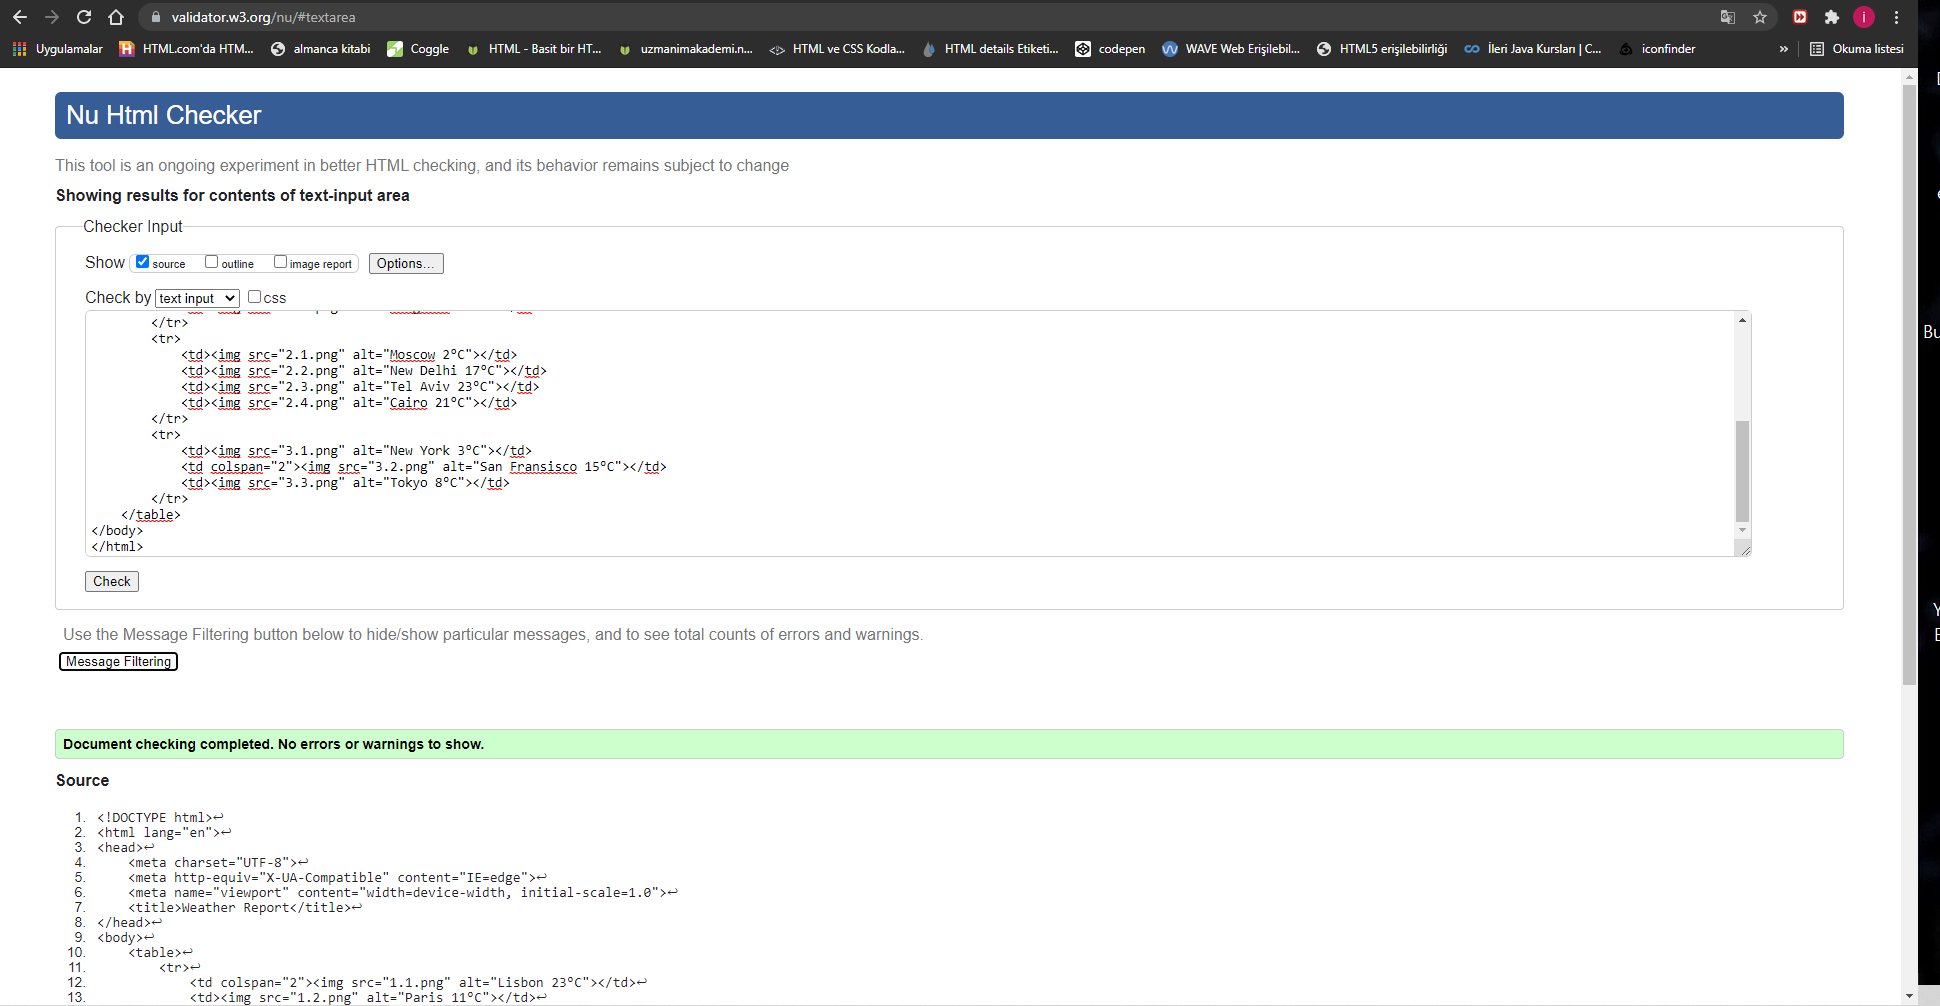 validator.w3.org/nu/#textarea
Uygulamalar HTML.com'da HTM... almanca kitabi Coggle HTML - Basit bir HT... uzmanimakademi.n... HTML ve CSS Kodla... HTML details Etiketi... codepen WAVE Web Erişilebil... HTML5 erişilebilirliği İleri Java Kursları | C... iconfinder » Okuma listesi
Nu Html Checker
This tool is an ongoing experiment in better HTML checking, and its behavior remains subject to change
Showing results for contents of text-input area
Checker Input
Show source outline image report Options...
Check by text input css
</tr>
<tr>
<td><img src="2.1.png" alt="Moscow 2°C"></td>
<td><img src="2.2.png" alt="New Delhi 17°C"></td>
<td><img src="2.3.png" alt="Tel Aviv 23°C"></td>
<td><img src="2.4.png" alt="Cairo 21°C"></td>
</tr>
<tr>
<td><img src="3.1.png" alt="New York 3°C"></td>
<td colspan="2"><img src="3.2.png" alt="San Fransisco 15°C"></td>
<td><img src="3.3.png" alt="Tokyo 8°C"></td>
</tr>
</table>
</body>
</html>
Check
Use the Message Filtering button below to hide/show particular messages, and to see total counts of errors and warnings.
Message Filtering
Document checking completed. No errors or warnings to show.
Source
1. <!DOCTYPE html>↩
2. <html lang="en">↩
3. <head>↩
4. <meta charset="UTF-8">↩
5. <meta http-equiv="X-UA-Compatible" content="IE=edge">↩
6. <meta name="viewport" content="width=device-width, initial-scale=1.0">↩
7. <title>Weather Report</title>↩
8. </head>↩
9. <body>↩
10. <table>↩
11. <tr>↩
12. <td colspan="2"><img src="1.1.png" alt="Lisbon 23°C"></td>↩
13. <td><img src="1.2.png" alt="Paris 11°C"></td>↩